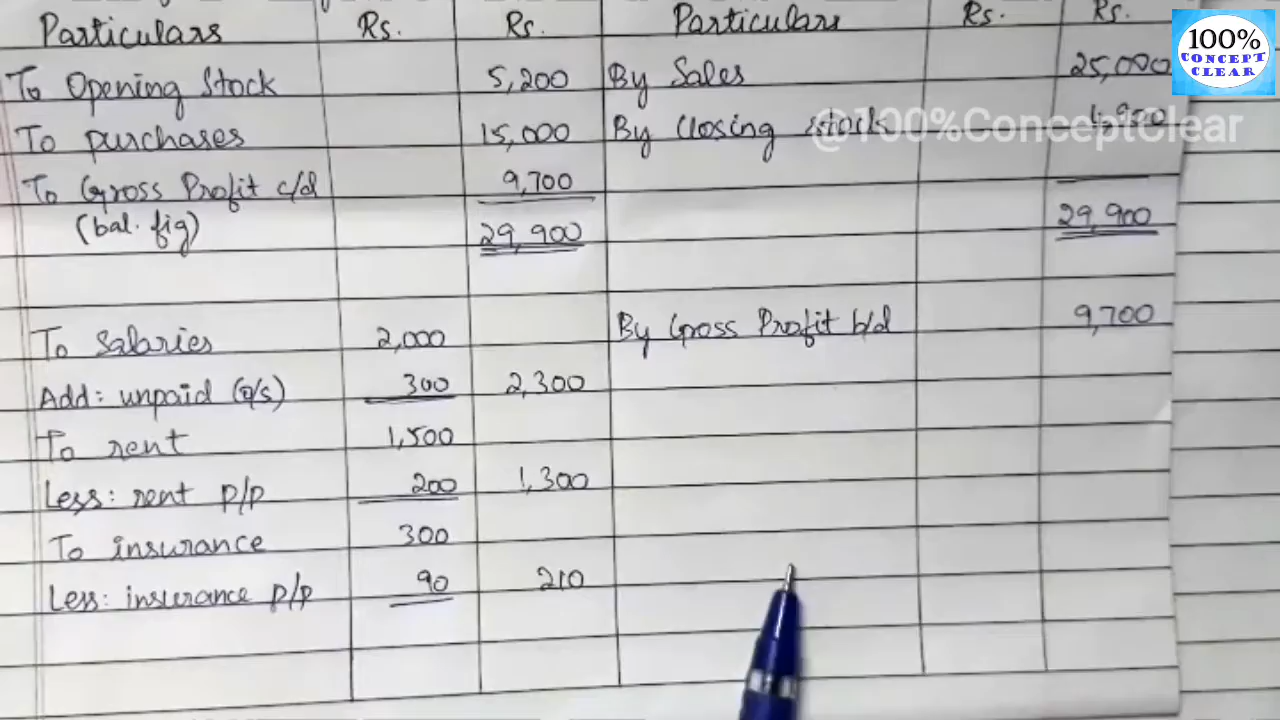 Particulars Rs. Rs. Particulars Rs. Rs.
To Opening Stock 5,200 By Sales 25,000
To purchases 15,000 By Closing stock 4,900
To Gross Profit c/d 9,700
(bal. fig) 29,900 29,900
To salaries 2,000 By Gross Profit b/d 9,700
Add: unpaid (o/s) 300 2,300
To rent 1,500
Less: rent p/p 200 1,300
To insurance 300
Less: insurance p/p 90 210
100%
CONCEPT
CLEAR
@100%ConceptClear